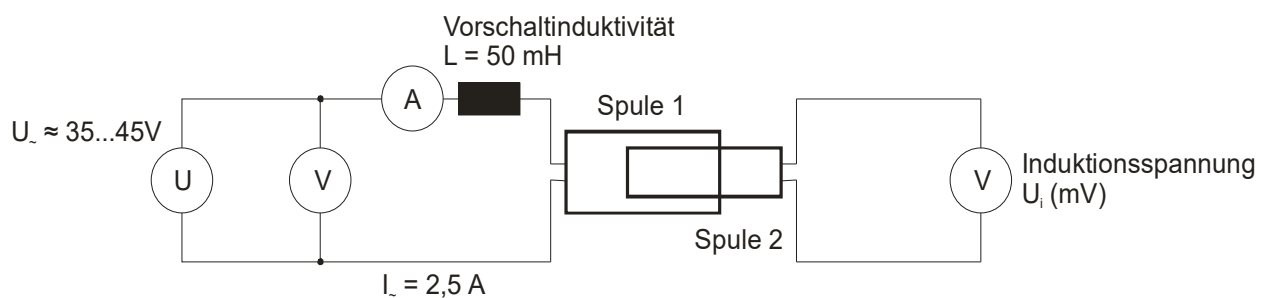 Vorschaltinduktivität
L = 50 mH
A
Spule 1
U~ ≈ 35...45V
U
V
V
Induktionsspannung
Ui (mV)
Spule 2
I~ = 2,5 A